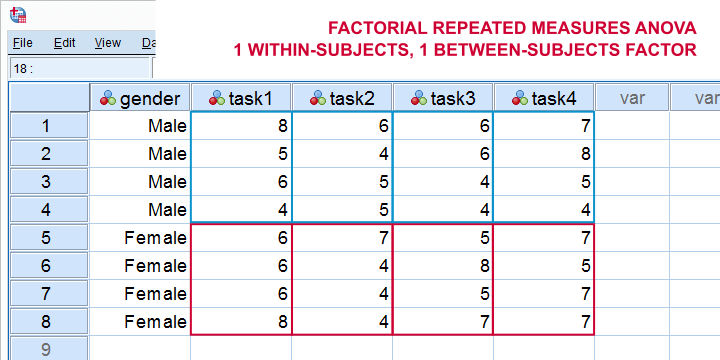 FACTORIAL REPEATED MEASURES ANOVA
1 WITHIN-SUBJECTS, 1 BETWEEN-SUBJECTS FACTOR
File Edit View Da
18 :
gender task1 task2 task3 task4 var var
1 Male 8 6 6 7
2 Male 5 4 6 8
3 Male 6 5 4 5
4 Male 4 5 4 4
5 Female 6 7 5 7
6 Female 6 4 8 5
7 Female 6 4 5 7
8 Female 8 4 7 7
9